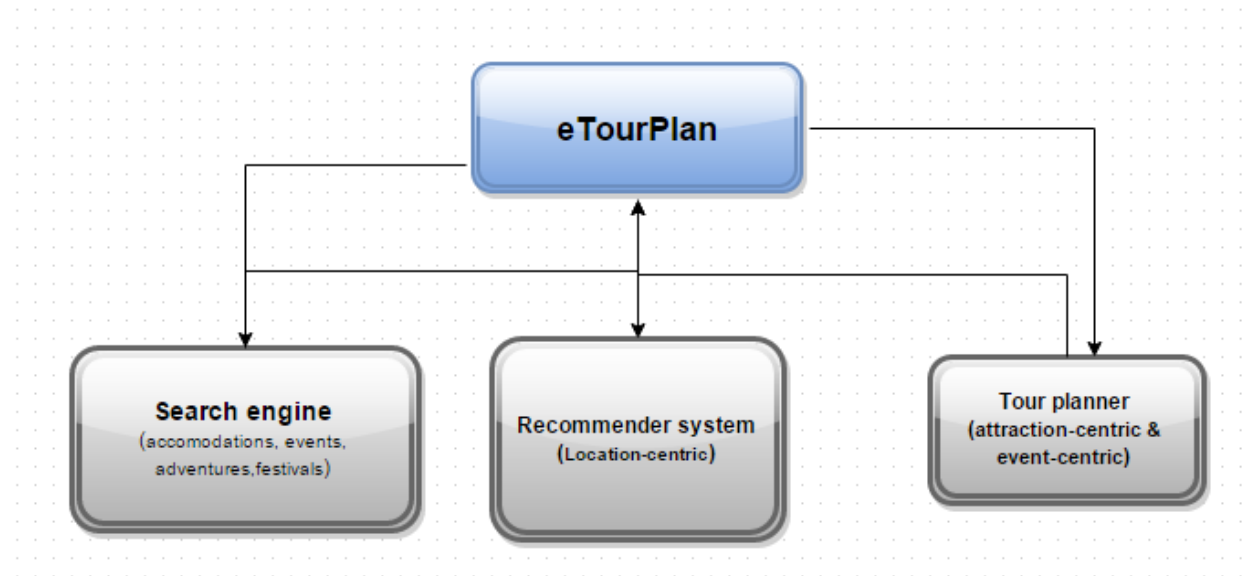 eTourPlan
Search engine
(accomodations, events,
adventures,festivals)
Recommender system
(Location-centric)
Tour planner
(attraction-centric &
event-centric)